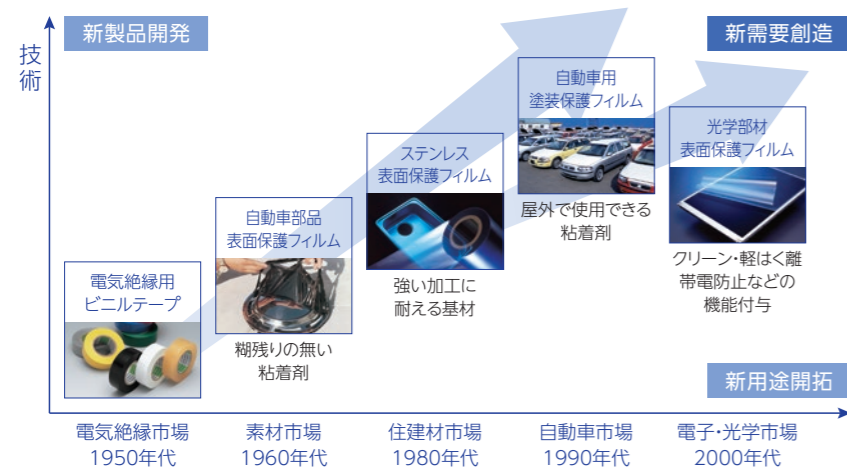 技術
新製品開発
新需要創造
電気絶縁用
ビニルテープ
自動車部品
表面保護フィルム
糊残りの無い
粘着剤
ステンレス
表面保護フィルム
強い加工に
耐える基材
自動車用
塗装保護フィルム
屋外で使用できる
粘着剤
光学部材
表面保護フィルム
クリーン・軽はく離
帯電防止などの
機能付与
新用途開拓
電気絶縁市場
1950年代
素材市場
1960年代
住建材市場
1980年代
自動車市場
1990年代
電子・光学市場
2000年代